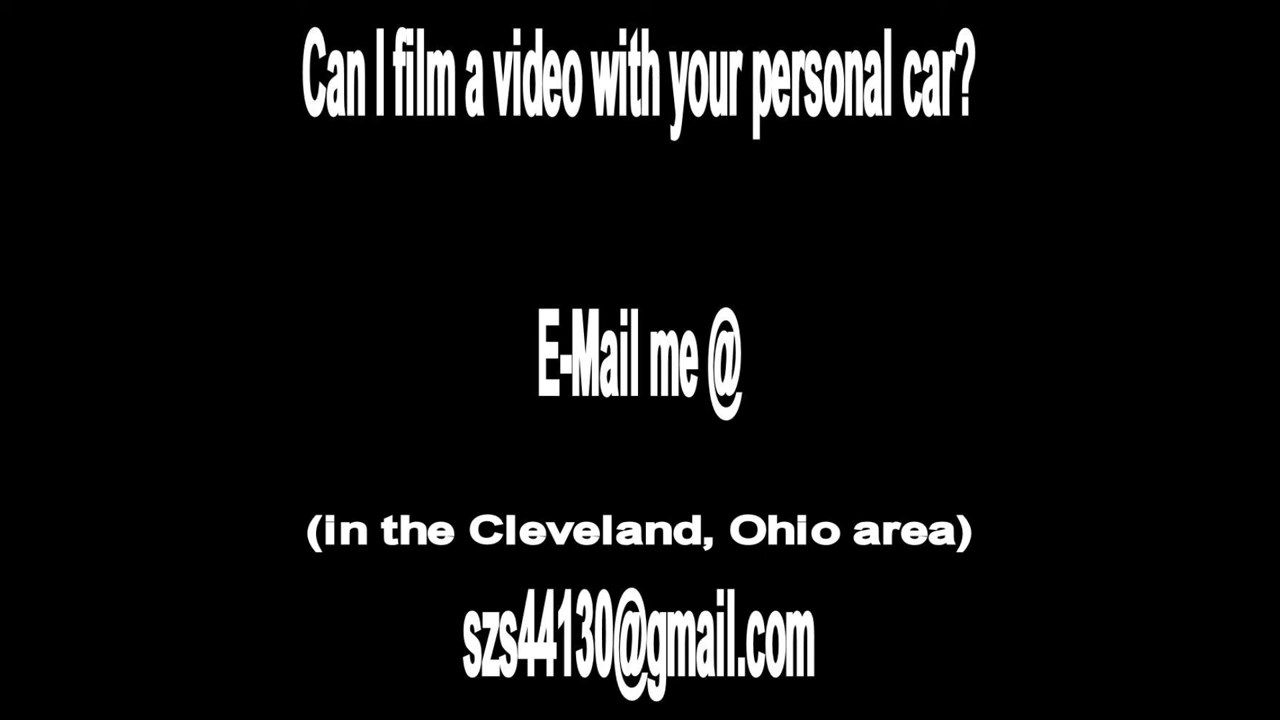 Can I film a video with your personal car?
E-Mail me @
(in the Cleveland, Ohio area)
szs44130@gmail.com